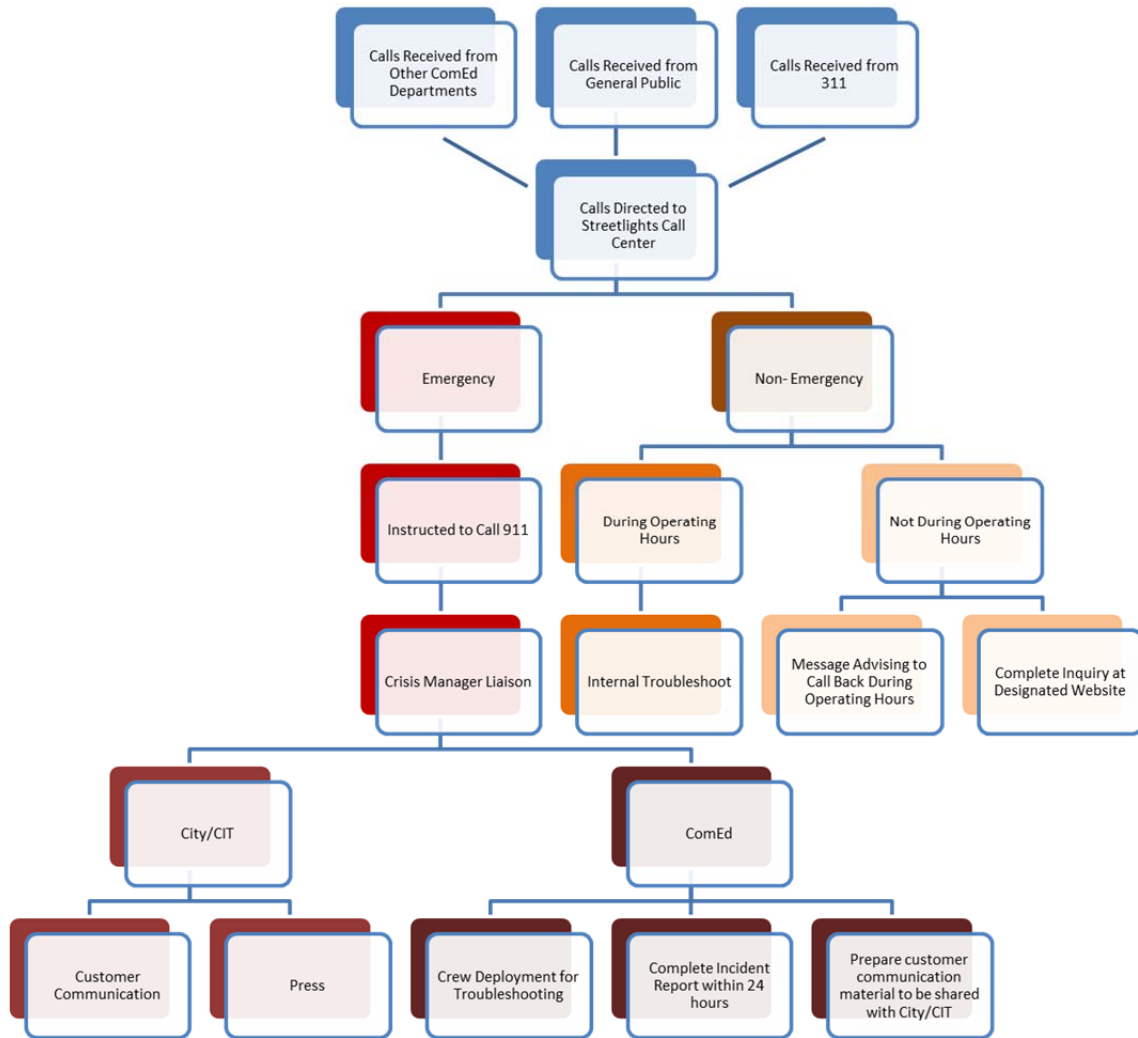 Calls Received from
Other ComEd
Departments
Calls Received from
General Public
Calls Received from
311
Calls Directed to
Streetlights Call
Center
Emergency
Non- Emergency
Instructed to Call 911
During Operating
Hours
Not During Operating
Hours
Crisis Manager Liaison
Internal Troubleshoot
Message Advising to
Call Back During
Operating Hours
Complete Inquiry at
Designated Website
City/CIT
ComEd
Customer
Communication
Press
Crew Deployment for
Troubleshooting
Complete Incident
Report within 24
hours
Prepare customer
communication
material to be shared
with City/CIT